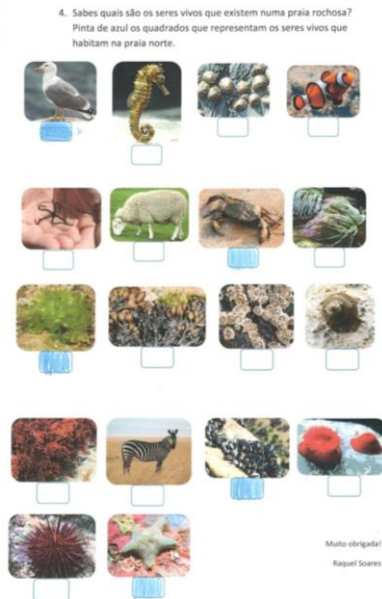 4. Sabes quais são os seres vivos que existem numa praia rochosa?
Pinta de azul os quadrados que representam os seres vivos que
habitam na praia norte.
Muito obrigada!
Raquel Soares